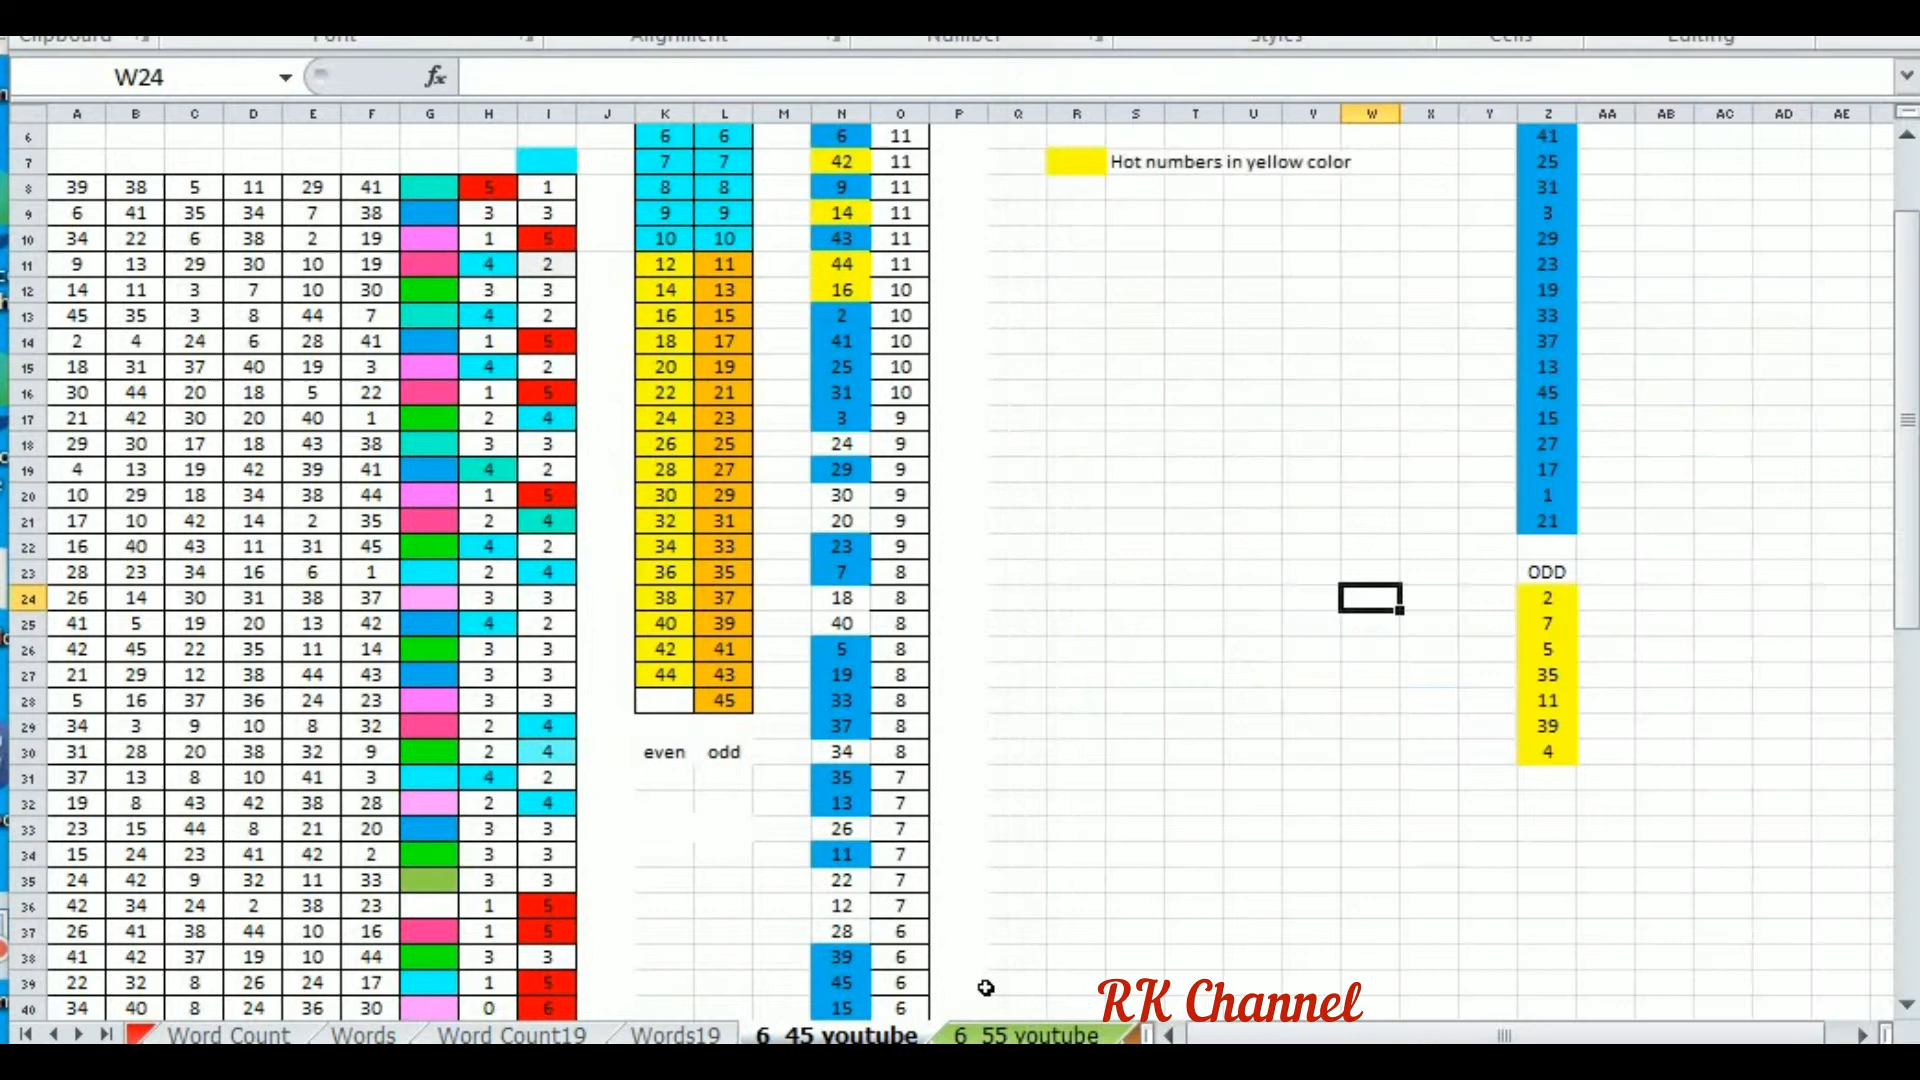 Clipboard Font Alignment Number Styles Cells Editing
W24 fx
A B C D E F G H I J K L M N O P Q R S T U V W X Y Z AA AB AC AD AE
6 6 6 6 11 41
7 7 7 42 11 Hot numbers in yellow color 25
8 39 38 5 11 29 41 5 1 8 8 9 11 31
9 6 41 35 34 7 38 3 3 9 9 14 11 3
10 34 22 6 38 2 19 1 5 10 10 43 11 29
11 9 13 29 30 10 19 4 2 12 11 44 11 23
12 14 11 3 7 10 30 3 3 14 13 16 10 19
13 45 35 3 8 44 7 4 2 16 15 2 10 33
14 2 4 24 6 28 41 1 5 18 17 41 10 37
15 18 31 37 40 19 3 4 2 20 19 25 10 13
16 30 44 20 18 5 22 1 5 22 21 31 10 45
17 21 42 30 20 40 1 2 4 24 23 3 9 15
18 29 30 17 18 43 38 3 3 26 25 24 9 27
19 4 13 19 42 39 41 4 2 28 27 29 9 17
20 10 29 18 34 38 44 1 5 30 29 30 9 1
21 17 10 42 14 2 35 2 4 32 31 20 9 21
22 16 40 43 11 31 45 4 2 34 33 23 9
23 28 23 34 16 6 1 2 4 36 35 7 8 ODD
24 26 14 30 31 38 37 3 3 38 37 18 8 2
25 41 5 19 20 13 42 4 2 40 39 40 8 7
26 42 45 22 35 11 14 3 3 42 41 5 8 5
27 21 29 12 38 44 43 3 3 44 43 19 8 35
28 5 16 37 36 24 23 3 3 45 33 8 11
29 34 3 9 10 8 32 2 4 37 8 39
30 31 28 20 38 32 9 2 4 even odd 34 8 4
31 37 13 8 10 41 3 4 2 35 7
32 19 8 43 42 38 28 2 4 13 7
33 23 15 44 8 21 20 3 3 26 7
34 15 24 23 41 42 2 3 3 11 7
35 24 42 9 32 11 33 3 3 22 7
36 42 34 24 2 38 23 1 5 12 7
37 26 41 38 44 10 16 1 5 28 6
38 41 42 37 19 10 44 3 3 39 6
39 22 32 8 26 24 17 1 5 45 6
40 34 40 8 24 36 30 0 6 15 6
RK Channel
Word Count Words Word Count19 Words19 6_45 youtube 6_55 youtube